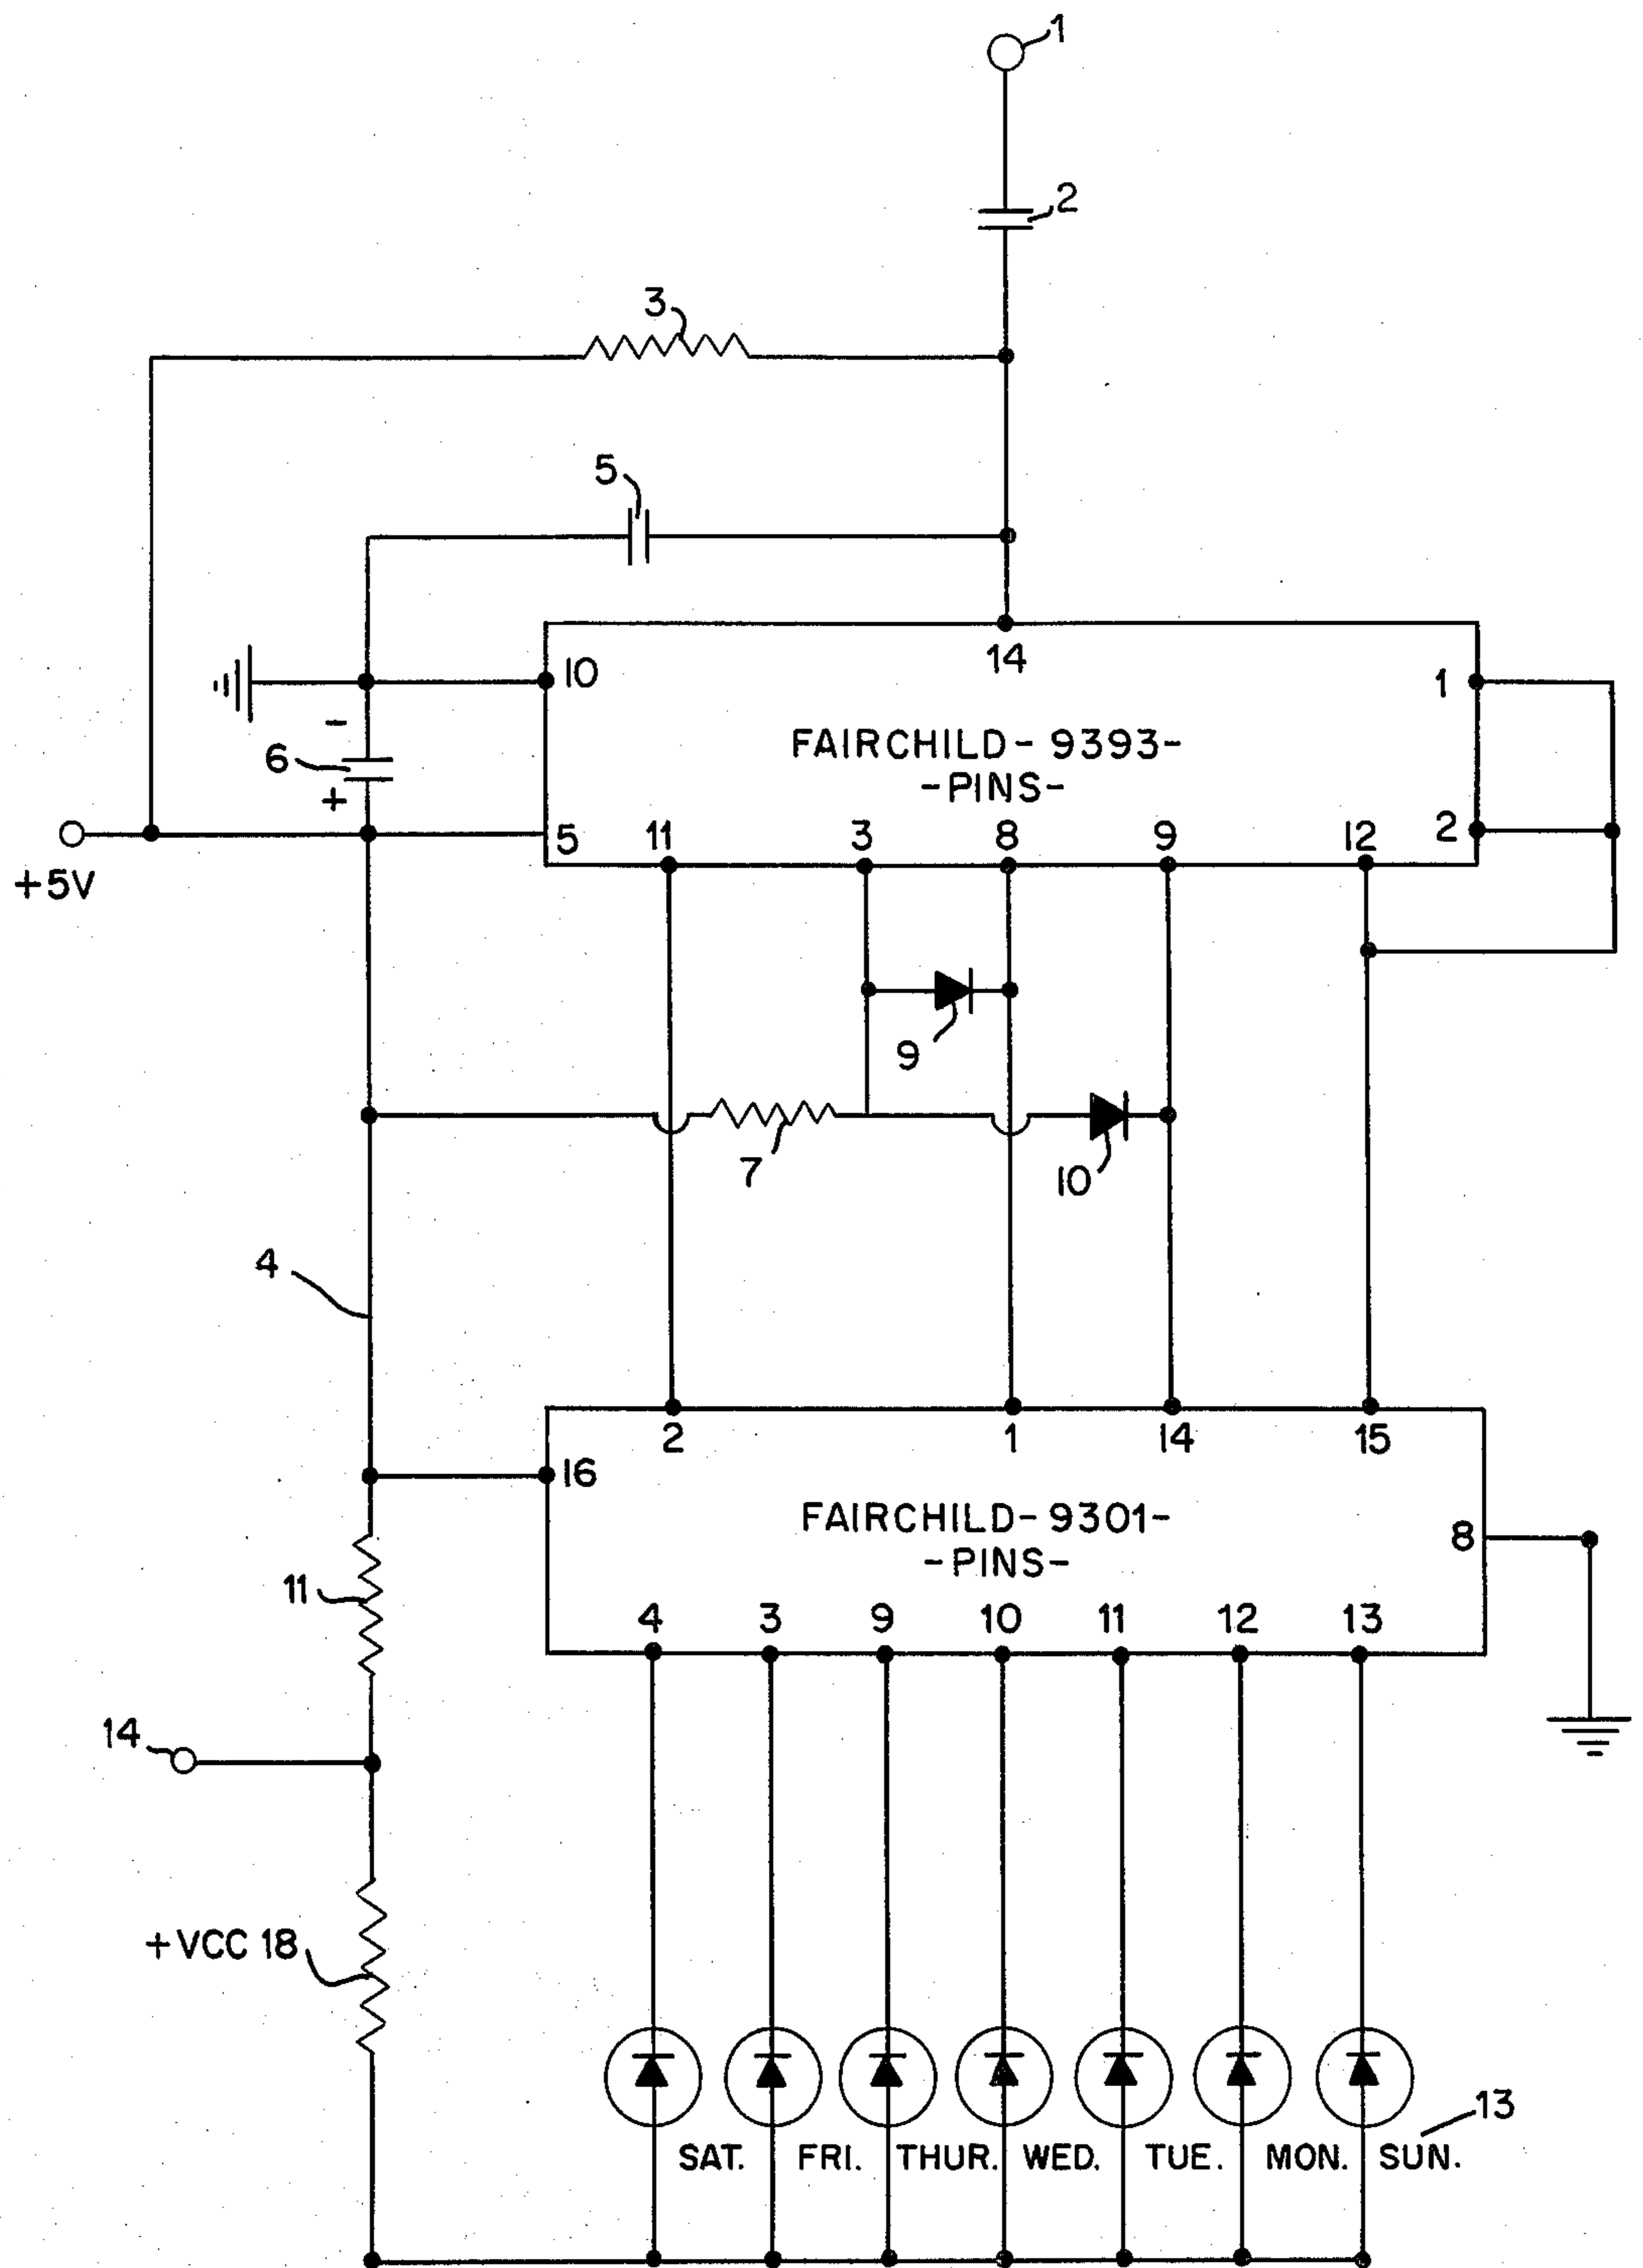 1
2
3
5
14
10
1
FAIRCHILD - 9393-
-PINS-
-
6
+
+5V
5 11 3 8 9 12 2
9
7
10
4
2 1 14 15
16
FAIRCHILD - 9301-
-PINS-
8
11
4 3 9 10 11 12 13
14
+VCC 18
13
SAT. FRI. THUR. WED. TUE. MON. SUN.